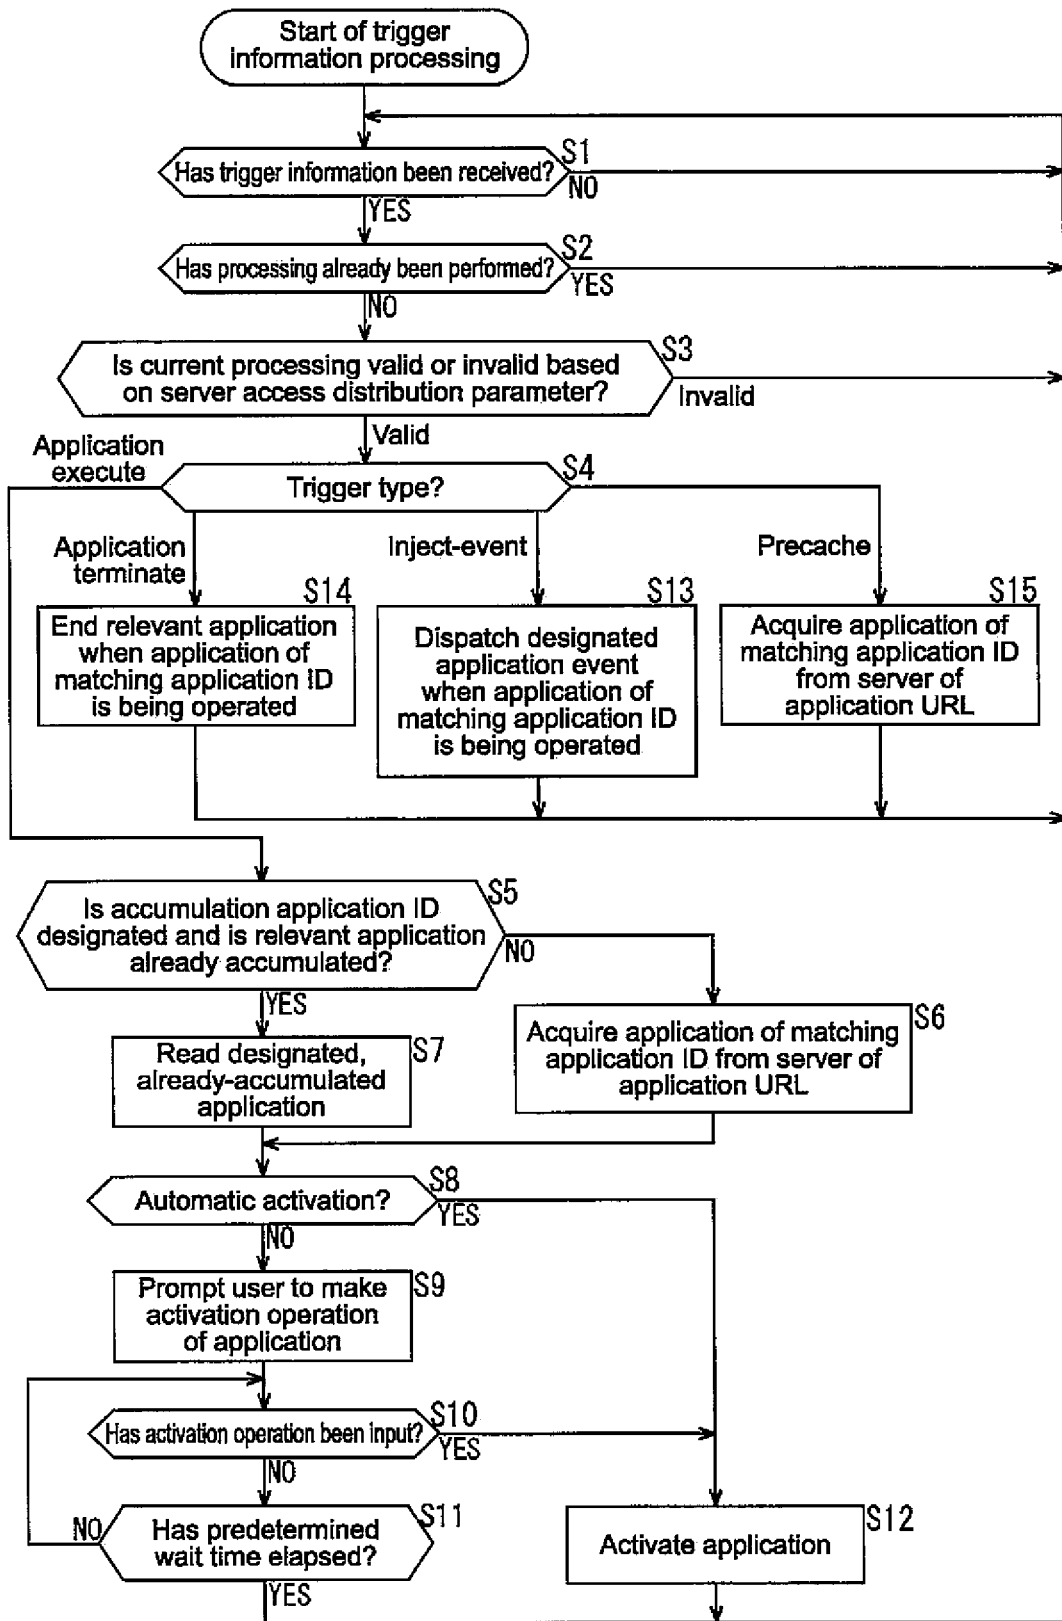 Start of trigger
information processing
S1
Has trigger information been received?
NO
YES
S2
Has processing already been performed?
YES
NO
S3
Is current processing valid or invalid based
on server access distribution parameter?
Invalid
Valid
Application
execute
S4
Trigger type?
Application
terminate
Inject-event
Precache
S14
End relevant application
when application of
matching application ID
is being operated
S13
Dispatch designated
application event
when application of
matching application ID
is being operated
S15
Acquire application of
matching application ID
from server of
application URL
S5
Is accumulation application ID
designated and is relevant application
already accumulated?
NO
YES
S7
Read designated,
already-accumulated
application
S6
Acquire application of matching
application ID from server of
application URL
S8
Automatic activation?
YES
NO
S9
Prompt user to make
activation operation
of application
S10
Has activation operation been input?
YES
NO
S11
NO
Has predetermined
wait time elapsed?
YES
S12
Activate application